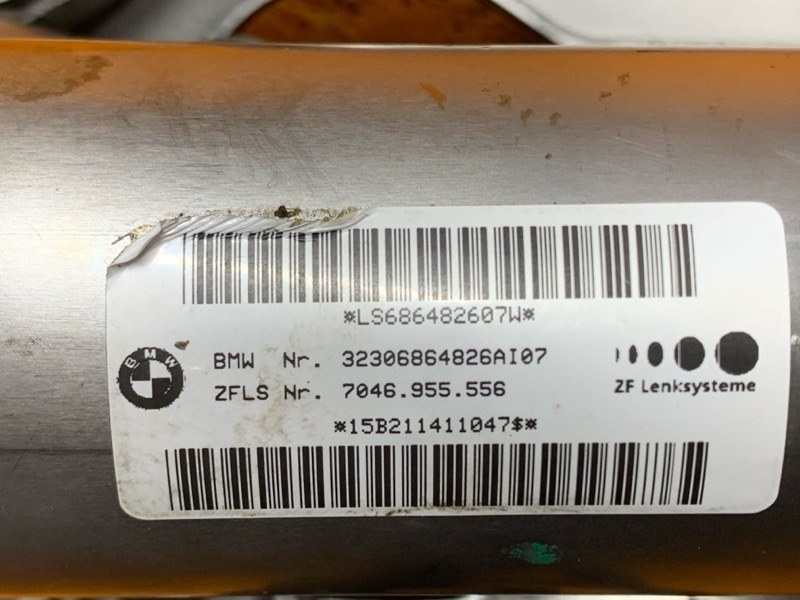 *LS686482607W*
BMW
BMW Nr. 32306864826AI07
ZFLS Nr. 7046.955.556
ZF Lenksysteme
*15B211411047$*